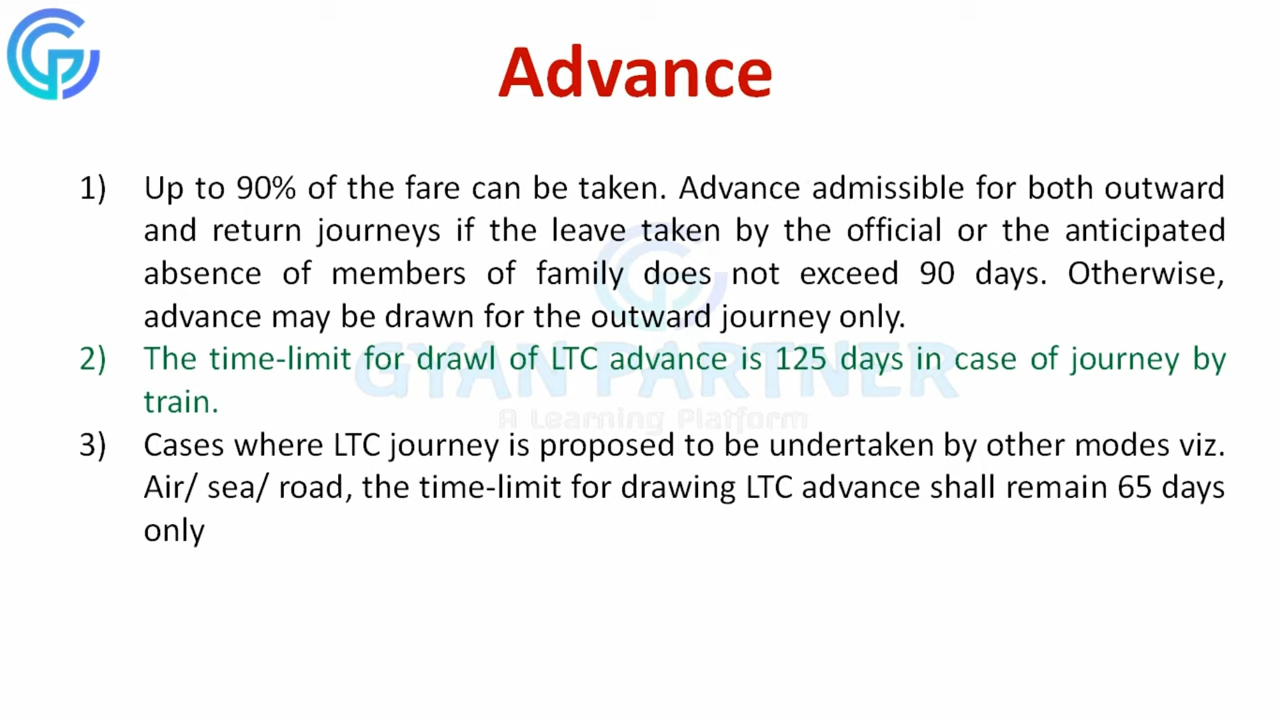 Advance
1) Up to 90% of the fare can be taken. Advance admissible for both outward
and return journeys if the leave taken by the official or the anticipated
absence of members of family does not exceed 90 days. Otherwise,
advance may be drawn for the outward journey only.
2) The time-limit for drawl of LTC advance is 125 days in case of journey by
train.
3) Cases where LTC journey is proposed to be undertaken by other modes viz.
Air/ sea/ road, the time-limit for drawing LTC advance shall remain 65 days
only
GYAN PARTNER
A Learning Platform